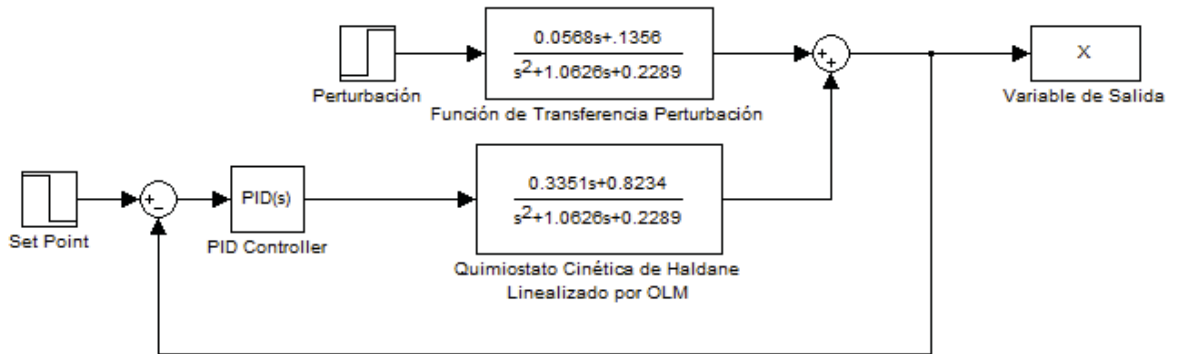 0.0568s+.1356
s2+1.0626s+0.2289
Perturbación
Función de Transferencia Perturbación
+
+
X
Variable de Salida
Set Point
+
−
PID(s)
PID Controller
0.3351s+0.8234
s2+1.0626s+0.2289
Quimiostato Cinética de Haldane
Linealizado por OLM